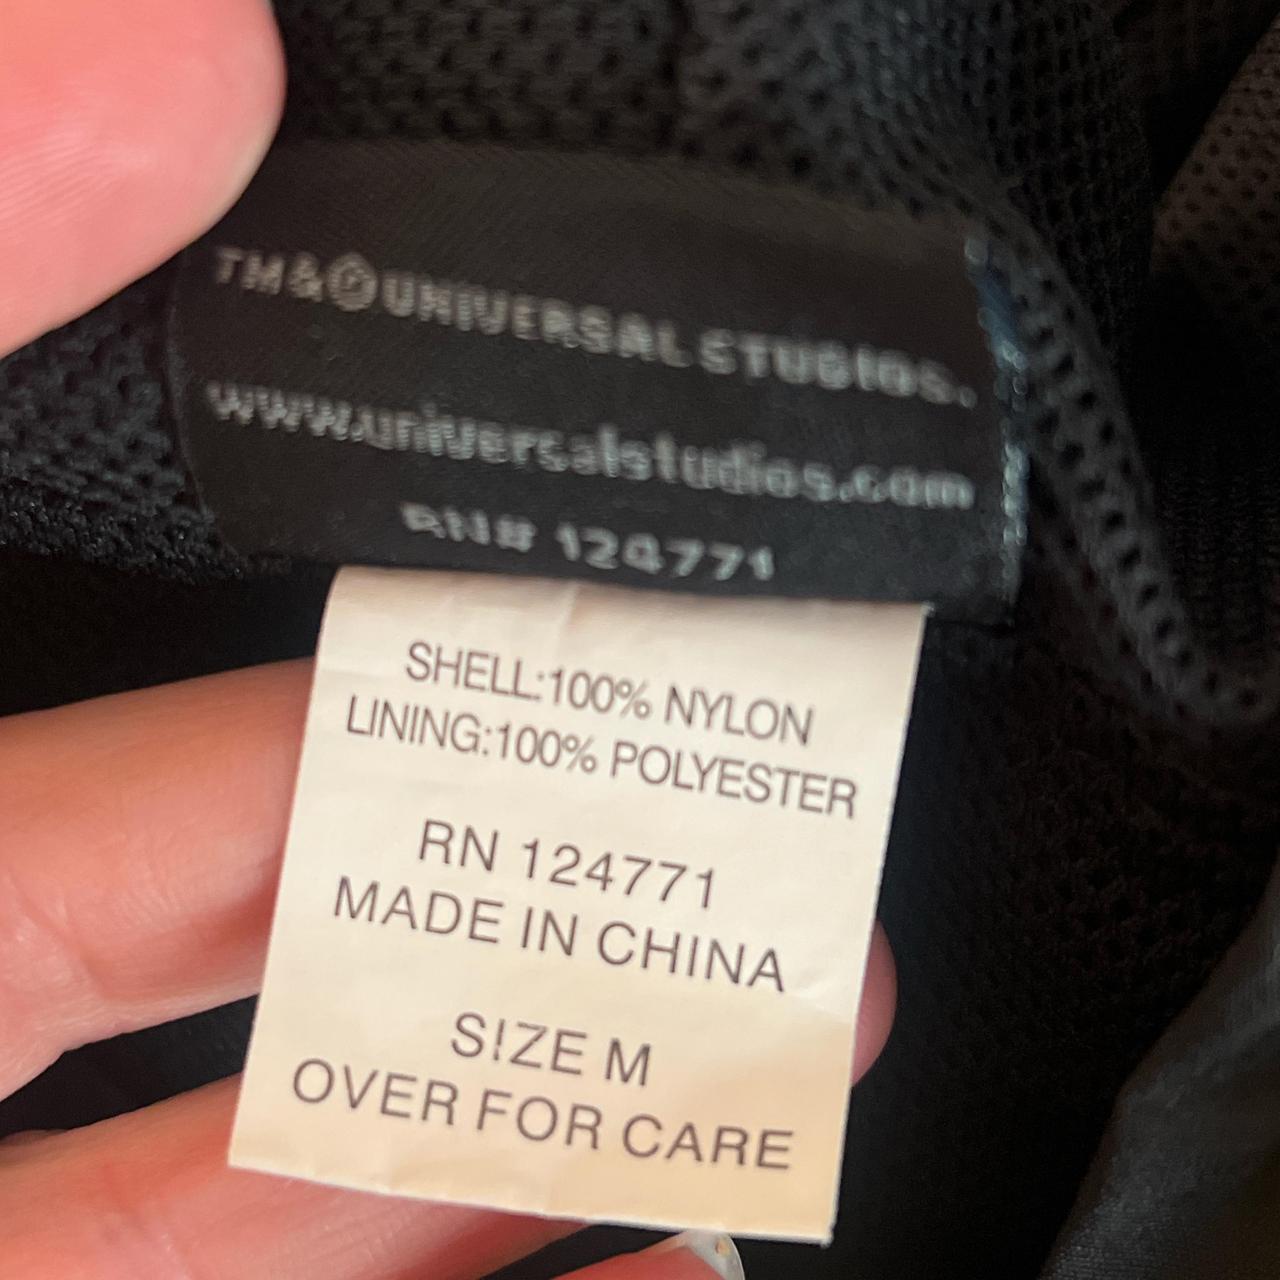 TM&©UNIVERSAL STUDIOS.
www.universalstudios.com
RN# 124771
SHELL:100% NYLON
LINING:100% POLYESTER
RN 124771
MADE IN CHINA
SIZE M
OVER FOR CARE